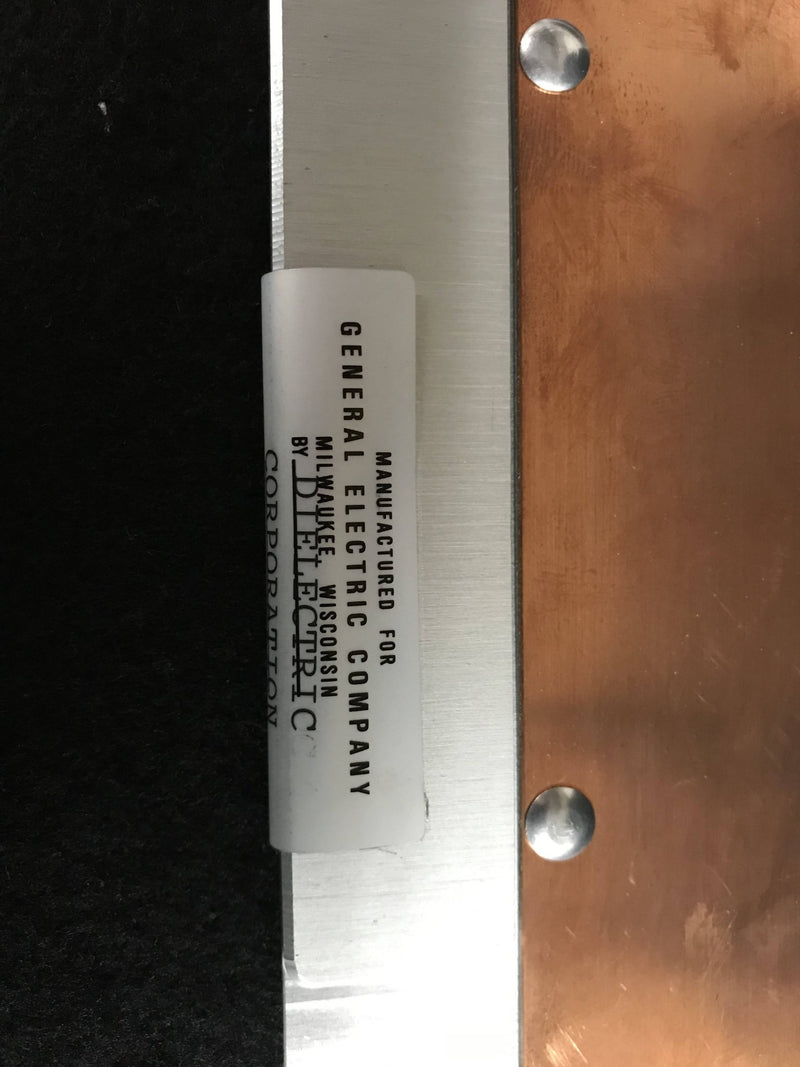 MANUFACTURED FOR
GENERAL ELECTRIC COMPANY
MILWAUKEE, WISCONSIN
BY DIELECTRIC
CORPORATION